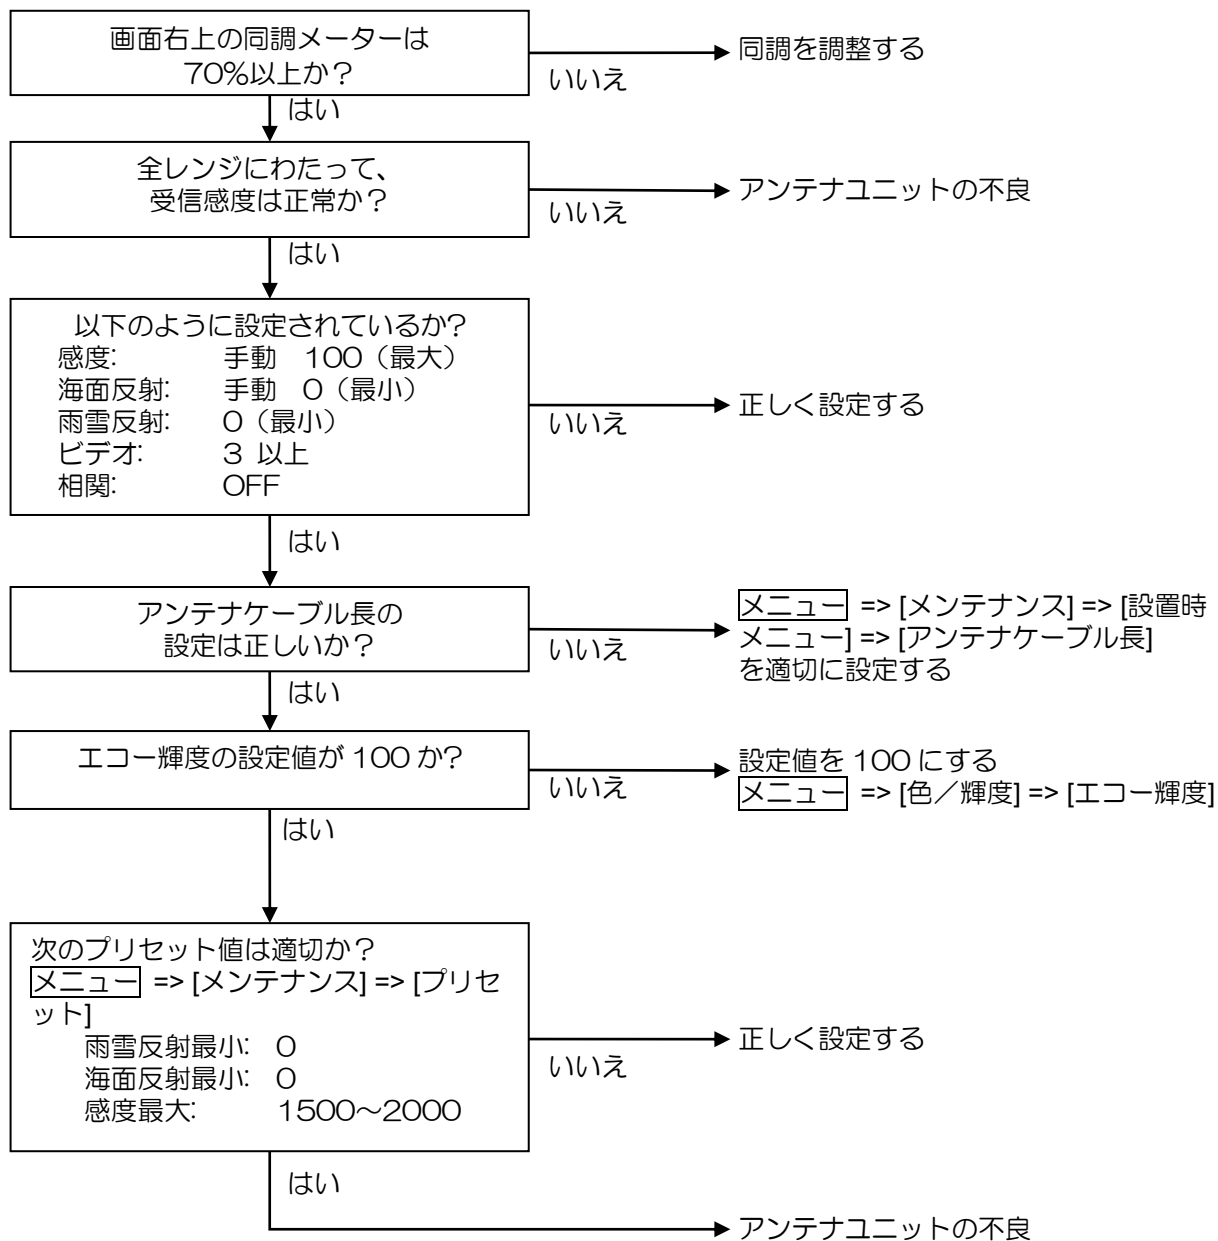 画面右上の同調メーターは
70%以上か？
いいえ
同調を調整する
はい
全レンジにわたって、
受信感度は正常か？
いいえ
アンテナユニットの不良
はい
以下のように設定されているか?
感度: 手動 100（最大）
海面反射: 手動 0（最小）
雨雪反射: 0（最小）
ビデオ: 3 以上
相関: OFF
いいえ
正しく設定する
はい
アンテナケーブル長の
設定は正しいか？
いいえ
メニュー => [メンテナンス] => [設置時
メニュー] => [アンテナケーブル長]
を適切に設定する
はい
エコー輝度の設定値が 100 か?
いいえ
設定値を 100 にする
メニュー => [色／輝度] => [エコー輝度]
はい
次のプリセット値は適切か？
メニュー => [メンテナンス] => [プリセ
ット]
雨雪反射最小: 0
海面反射最小: 0
感度最大: 1500～2000
いいえ
正しく設定する
はい
アンテナユニットの不良